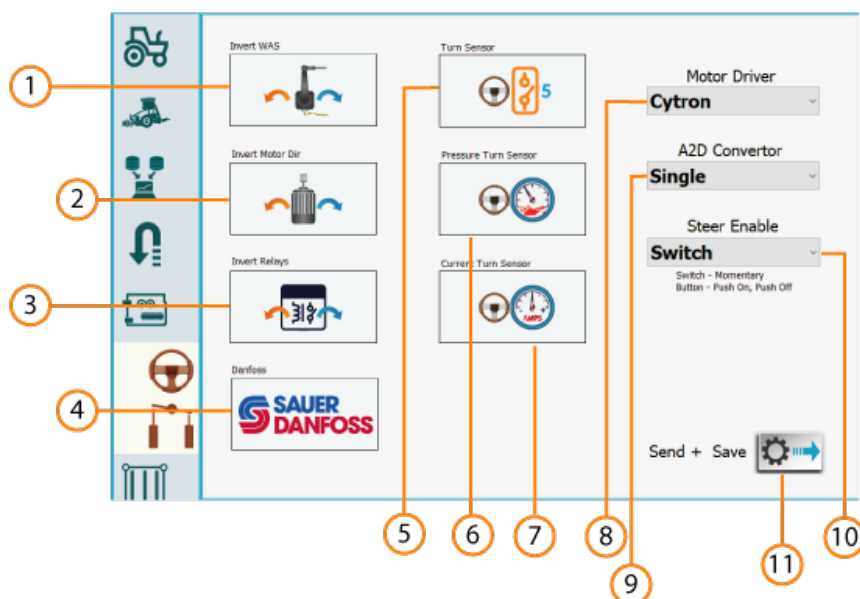 Invert WAS
Turn Sensor
5
Motor Driver
Cytron
1
Invert Motor Dir
Pressure Turn Sensor
A2D Convertor
Single
2
Steer Enable
Switch
Switch - Momentary
Button - Push On, Push Off
Invert Relays
Current Turn Sensor
AMPS
3
Danfoss
SAUER
DANFOSS
4
Send + Save
5
6
7
8
9
10
11